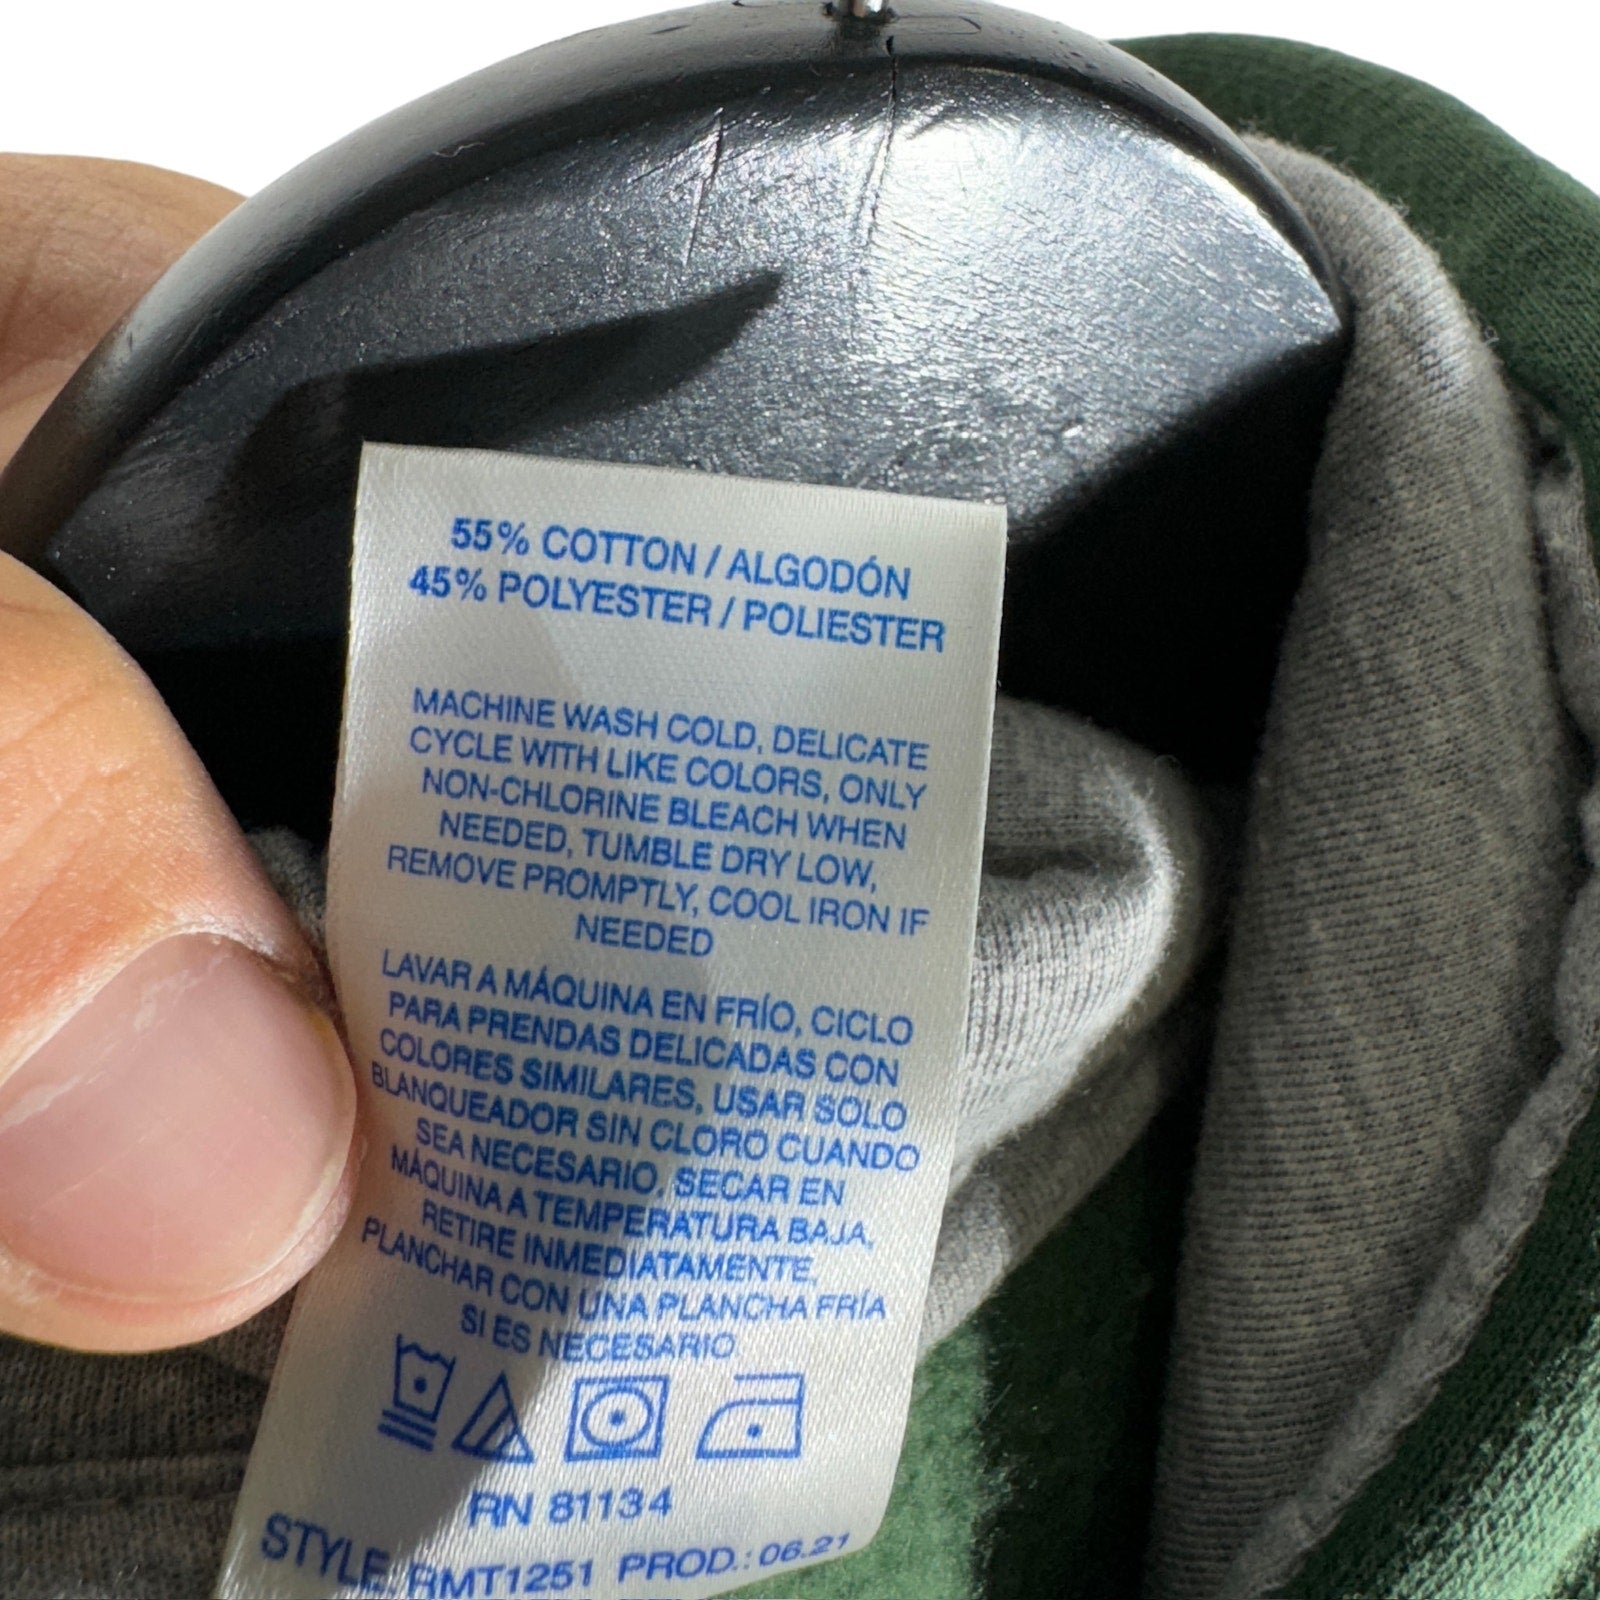 55% COTTON / ALGODÓN
45% POLYESTER / POLIESTER
MACHINE WASH COLD, DELICATE
CYCLE WITH LIKE COLORS, ONLY
NON-CHLORINE BLEACH WHEN
NEEDED, TUMBLE DRY LOW,
REMOVE PROMPTLY, COOL IRON IF
NEEDED
LAVAR A MÁQUINA EN FRÍO, CICLO
PARA PRENDAS DELICADAS CON
COLORES SIMILARES, USAR SOLO
BLANQUEADOR SIN CLORO CUANDO
SEA NECESARIO, SECAR EN
MÁQUINA A TEMPERATURA BAJA,
RETIRE INMEDIATAMENTE,
PLANCHAR CON UNA PLANCHA FRÍA
SI ES NECESARIO
RN 81134
STYLE. RMT1251 PROD.: 06.21